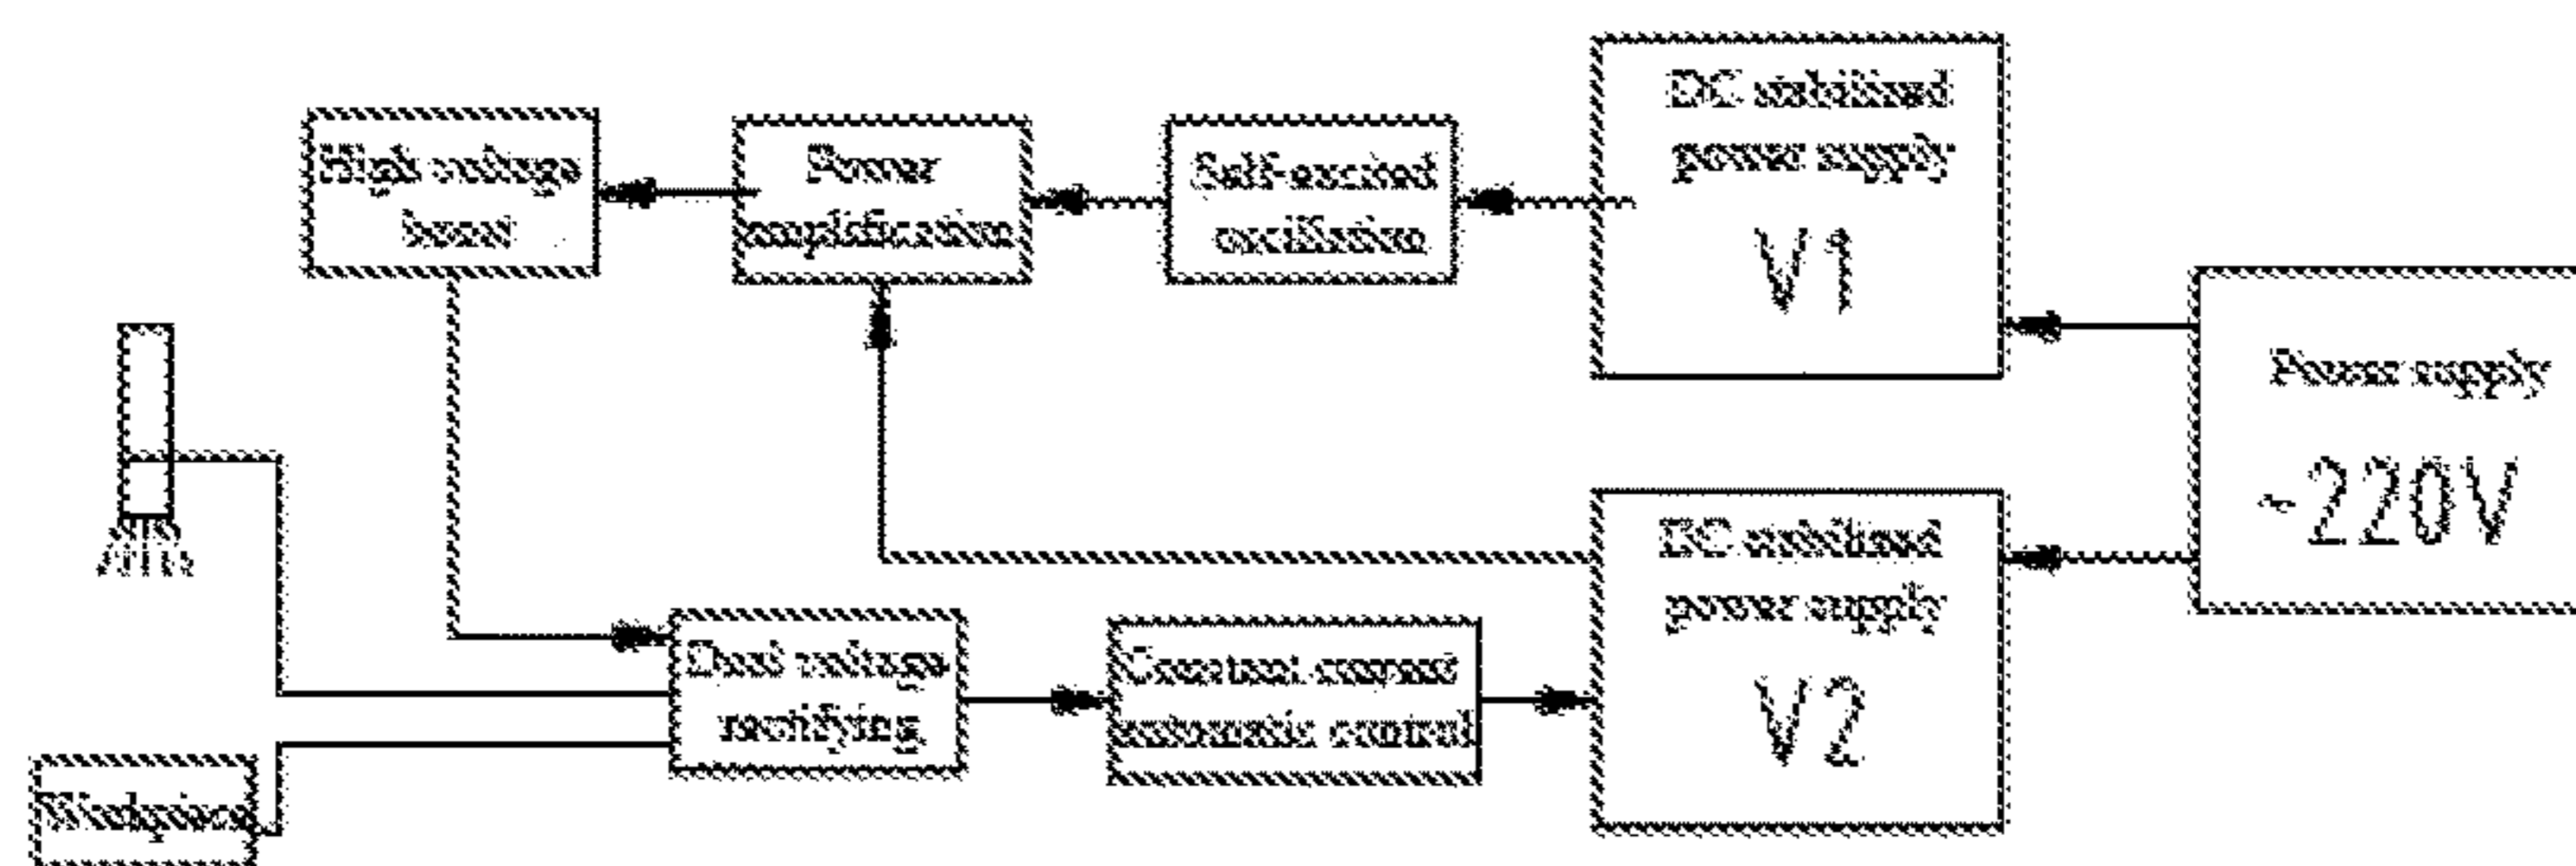 High voltage
boost
Power
amplification
Self-excited
oscillation
DC stabilized
power supply
V1
Power supply
~220V
DC stabilized
power supply
V2
Dual voltage
rectifying
Constant current
automatic control
Workpiece